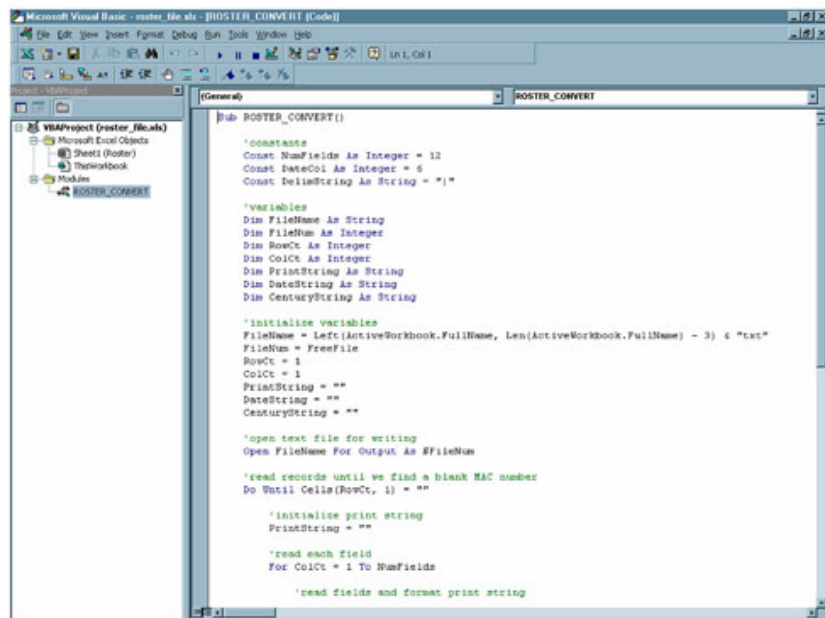 Microsoft Visual Basic - roster_file.xls - [ROSTER_CONVERT (Code)]
File Edit View Insert Format Debug Run Tools Window Help
Ln 1, Col 1
Project - VBAProject
(General)
ROSTER_CONVERT
VBAProject (roster_file.xls)
Microsoft Excel Objects
Sheet1 (Roster)
ThisWorkbook
Modules
ROSTER_CONVERT
Sub ROSTER_CONVERT()
'constants
Const NumFields As Integer = 12
Const DateCol As Integer = 6
Const DelimString As String = "|"
'variables
Dim FileName As String
Dim FileNum As Integer
Dim RowCt As Integer
Dim ColCt As Integer
Dim PrintString As String
Dim DateString As String
Dim CenturyString As String
'initialize variables
FileName = Left(ActiveWorkbook.FullName, Len(ActiveWorkbook.FullName) - 3) & "txt"
FileNum = FreeFile
RowCt = 1
ColCt = 1
PrintString = ""
DateString = ""
CenturyString = ""
'open text file for writing
Open FileName For Output As #FileNum
'read records until we find a blank MAC number
Do Until Cells(RowCt, 1) = ""
'initialize print string
PrintString = ""
'read each field
For ColCt = 1 To NumFields
'read fields and format print string